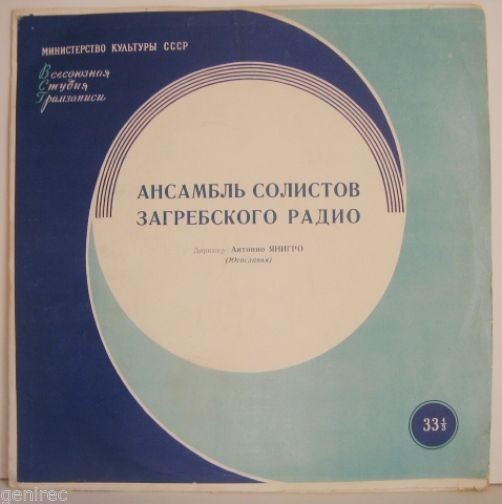 МИНИСТЕРСТВО КУЛЬТУРЫ СССР
Всесоюзная
Студия
Грамзаписи
АНСАМБЛЬ СОЛИСТОВ
ЗАГРЕБСКОГО РАДИО
Дирижер Антонио ЯНИГРО
(Югославия)
33⅓
genirec